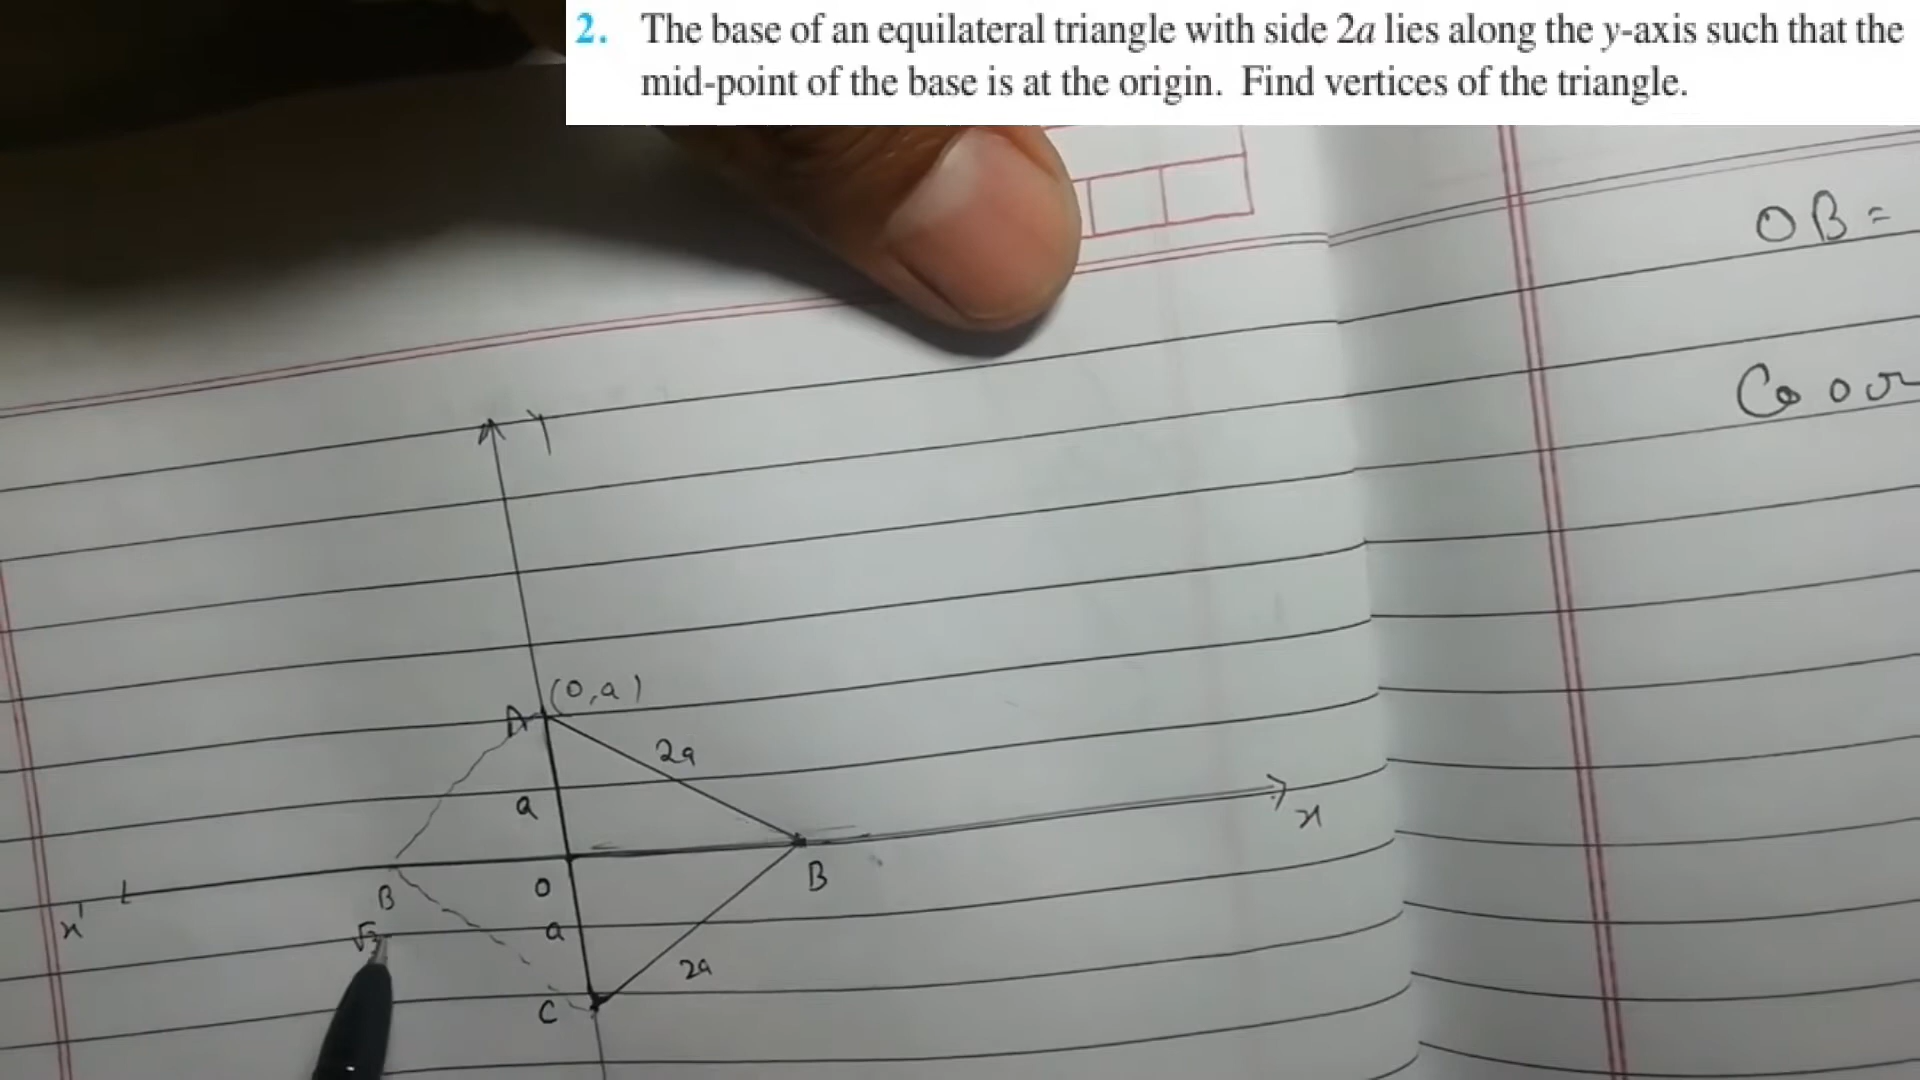 2. The base of an equilateral triangle with side 2a lies along the y-axis such that the
mid-point of the base is at the origin. Find vertices of the triangle.
OB =
Coor
y
A (0,a)
2a
a
x
B
O
B
x'
√3
a
2a
C